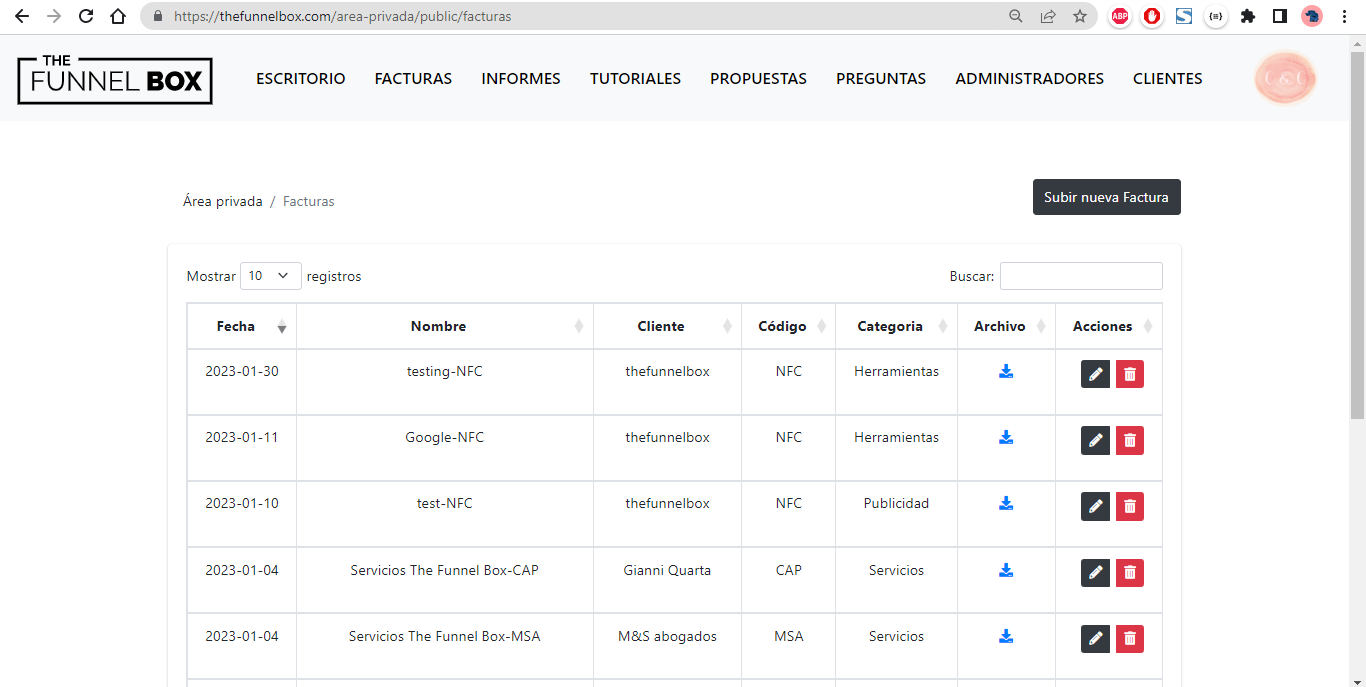 https://thefunnelbox.com/area-privada/public/facturas
ABP
THE
FUNNEL BOX
ESCRITORIO FACTURAS INFORMES TUTORIALES PROPUESTAS PREGUNTAS ADMINISTRADORES CLIENTES
Área privada / Facturas
Subir nueva Factura
Mostrar 10 registros Buscar:
Fecha Nombre Cliente Código Categoria Archivo Acciones
2023-01-30 testing-NFC thefunnelbox NFC Herramientas
2023-01-11 Google-NFC thefunnelbox NFC Herramientas
2023-01-10 test-NFC thefunnelbox NFC Publicidad
2023-01-04 Servicios The Funnel Box-CAP Gianni Quarta CAP Servicios
2023-01-04 Servicios The Funnel Box-MSA M&S abogados MSA Servicios